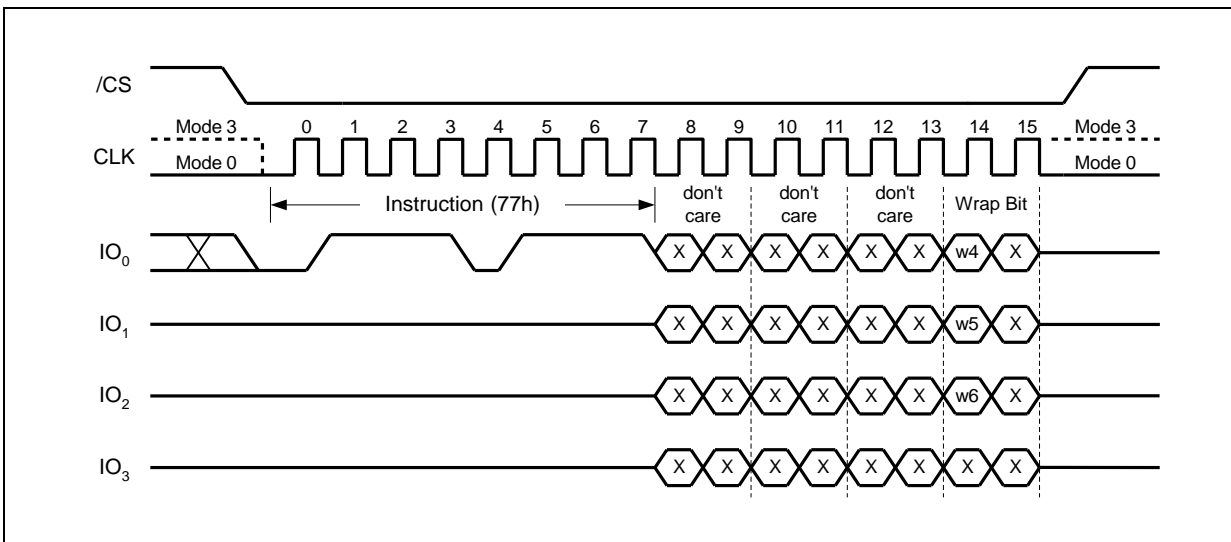 /CS
Mode 3 0 1 2 3 4 5 6 7 8 9 10 11 12 13 14 15 Mode 3
CLK
Mode 0 Mode 0
Instruction (77h) don't care don't care don't care Wrap Bit
IO0 X X X X X X w4 X
IO1 X X X X X X w5 X
IO2 X X X X X X w6 X
IO3 X X X X X X X X